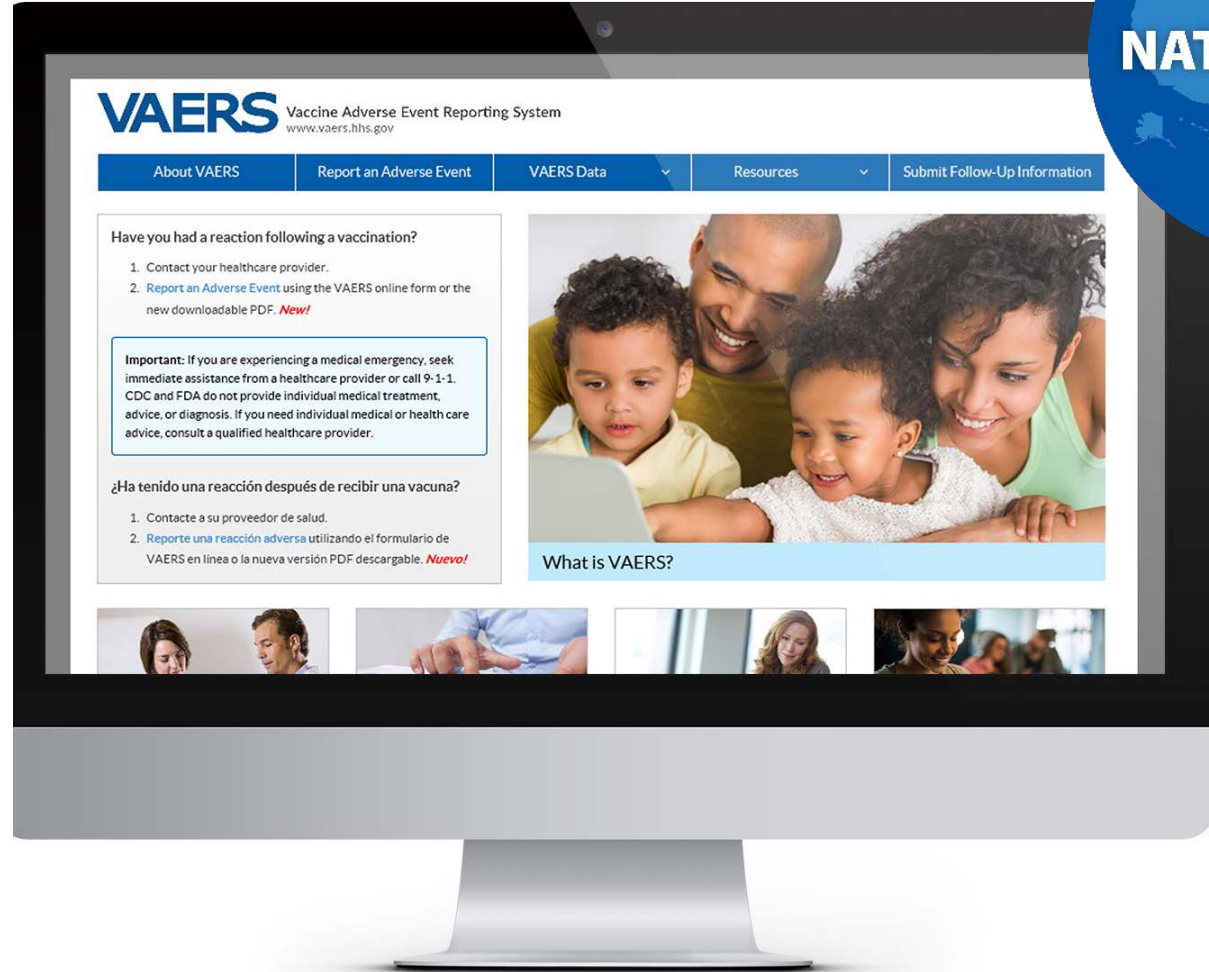 NAT
VAERS Vaccine Adverse Event Reporting System
www.vaers.hhs.gov
About VAERS Report an Adverse Event VAERS Data Resources Submit Follow-Up Information
Have you had a reaction following a vaccination?
1. Contact your healthcare provider.
2. Report an Adverse Event using the VAERS online form or the
new downloadable PDF. New!
Important: If you are experiencing a medical emergency, seek
immediate assistance from a healthcare provider or call 9-1-1.
CDC and FDA do not provide individual medical treatment,
advice, or diagnosis. If you need individual medical or health care
advice, consult a qualified healthcare provider.
¿Ha tenido una reacción después de recibir una vacuna?
1. Contacte a su proveedor de salud.
2. Reporte una reacción adversa utilizando el formulario de
VAERS en línea o la nueva versión PDF descargable. Nuevo!
What is VAERS?